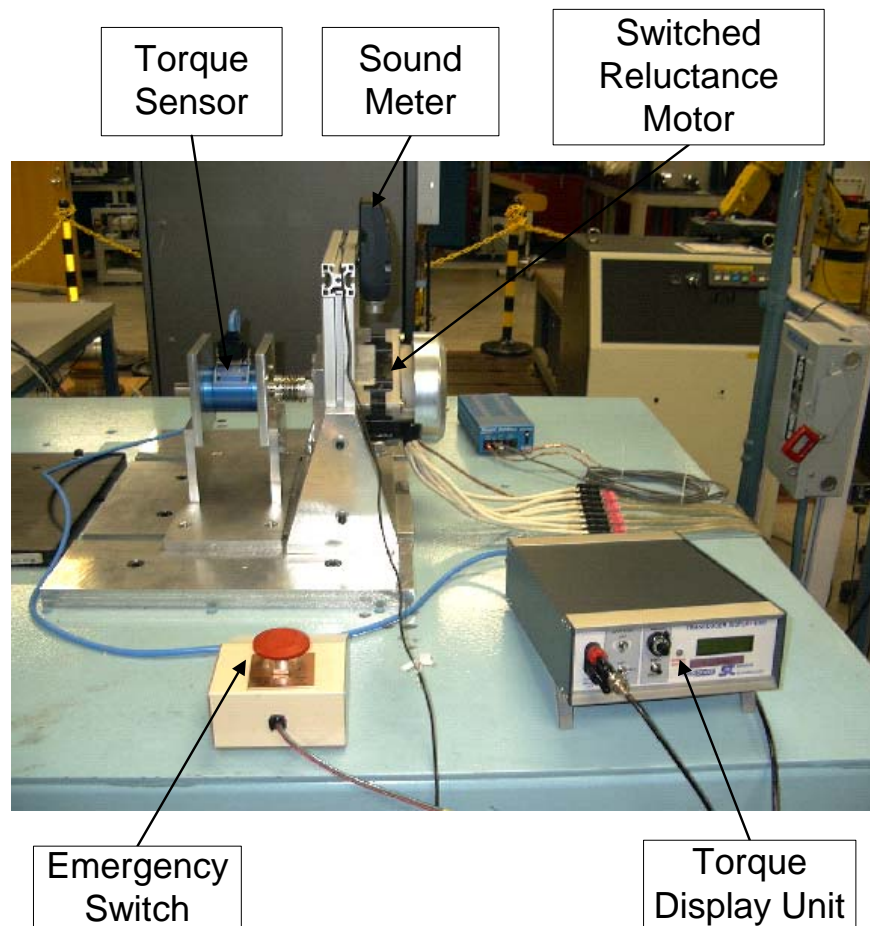 Torque
Sensor
Sound
Meter
Switched
Reluctance
Motor
Emergency
Switch
Torque
Display Unit